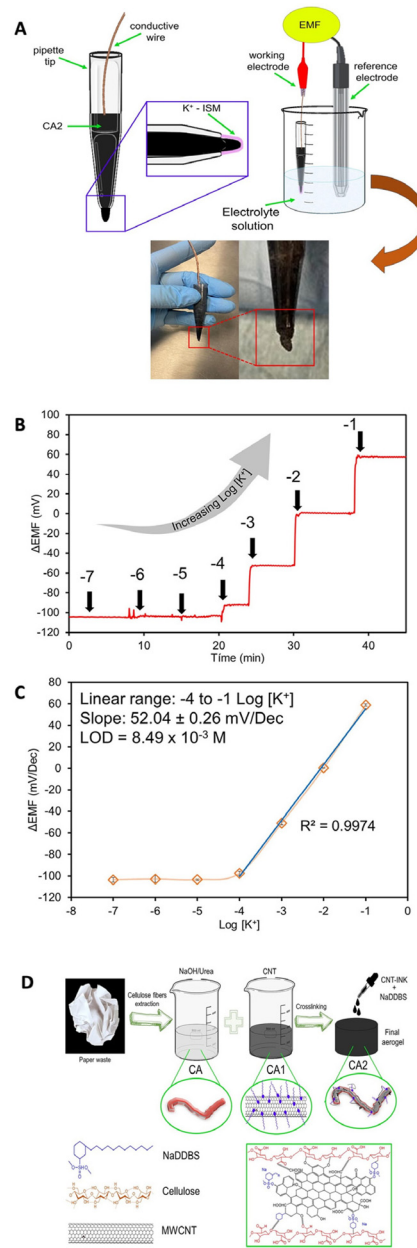 A
conductive
wire
pipette
tip
CA2
K⁺ - ISM
EMF
working
electrode
reference
electrode
Electrolyte
solution
B
ΔEMF (mV)
100
80
60
40
20
0
-20
-40
-60
-80
-100
-120
-7
-6
-5
-4
-3
-2
-1
Increasing Log [K⁺]
0
10
20
30
40
Time (min)
C
ΔEMF (mV/Dec)
80
60
40
20
0
-20
-40
-60
-80
-100
-120
Linear range: -4 to -1 Log [K⁺]
Slope: 52.04 ± 0.26 mV/Dec
LOD = 8.49 x 10⁻³ M
R² = 0.9974
-8
-7
-6
-5
-4
-3
-2
-1
0
Log [K⁺]
D
Paper waste
Cellulose fibers
extraction
NaOH/Urea
CNT
Crosslinking
CNT-INK
+
NaDDBS
Final
aerogel
CA
CA1
CA2
NaDDBS
Cellulose
MWCNT